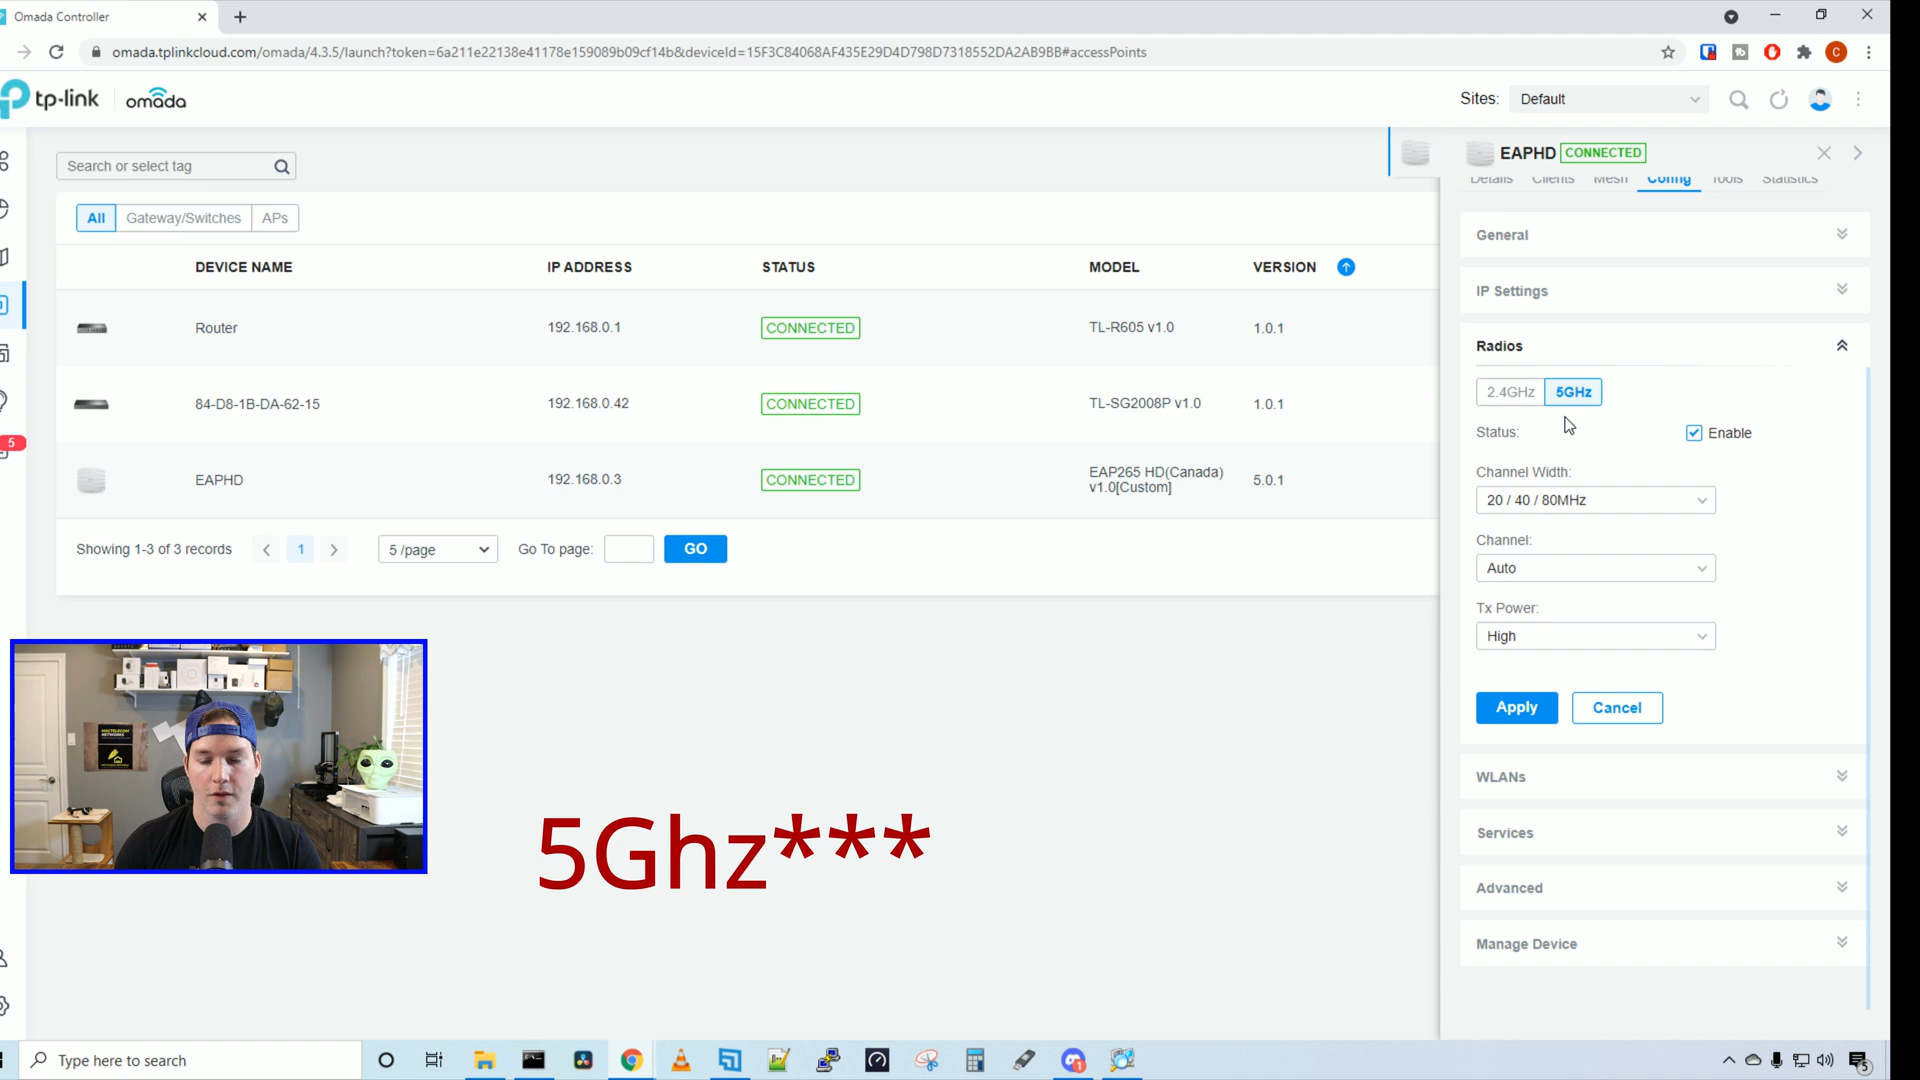 Omada Controller
omada.tplinkcloud.com/omada/4.3.5/launch?token=6a211e22138e41178e159089b09cf14b&deviceId=15F3C84068AF435E29D4D798D7318552DA2AB9BB#accessPoints
tp-link
omada
Sites:
Default
Search or select tag
EAPHD
CONNECTED
Details
Clients
Mesh
Config
Tools
Statistics
All
Gateway/Switches
APs
DEVICE NAME
IP ADDRESS
STATUS
MODEL
VERSION
Router
192.168.0.1
CONNECTED
TL-R605 v1.0
1.0.1
84-D8-1B-DA-62-15
192.168.0.42
CONNECTED
TL-SG2008P v1.0
1.0.1
EAPHD
192.168.0.3
CONNECTED
EAP265 HD(Canada)
v1.0[Custom]
5.0.1
Showing 1-3 of 3 records
1
5 /page
Go To page:
GO
5
General
IP Settings
Radios
2.4GHz
5GHz
Status:
Enable
Channel Width:
20 / 40 / 80MHz
Channel:
Auto
Tx Power:
High
Apply
Cancel
WLANs
Services
Advanced
Manage Device
MACTELECOM
NETWORKS
5Ghz***
Type here to search
5